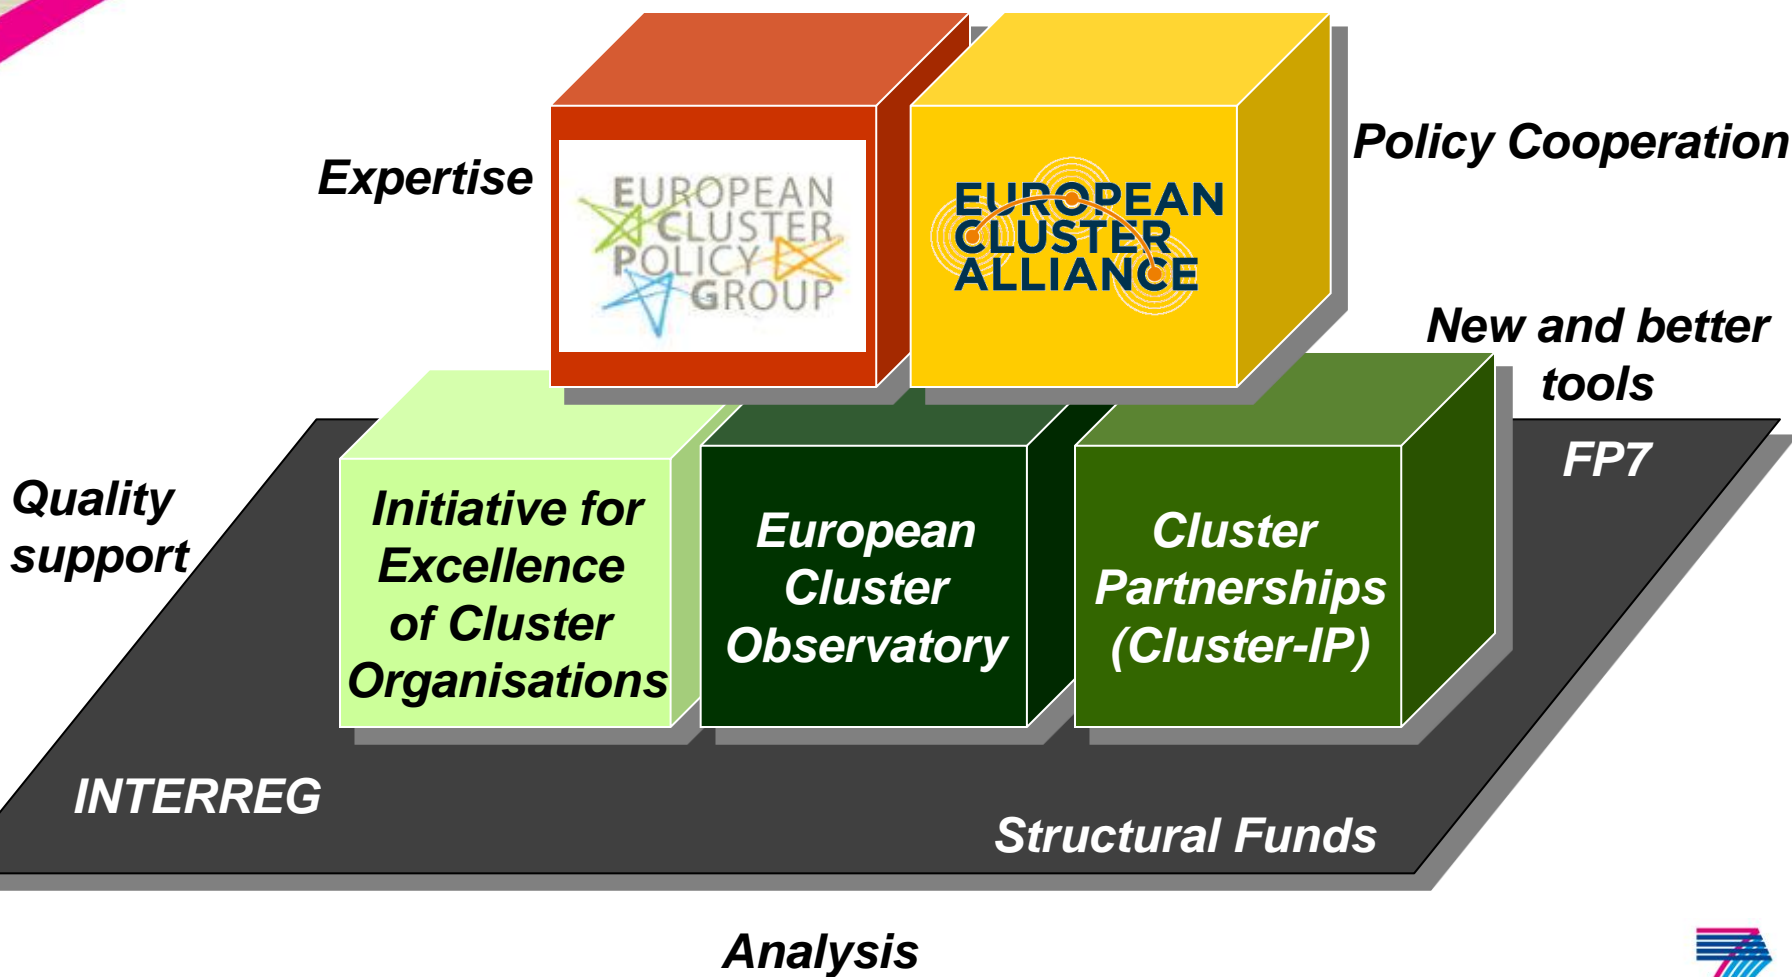 Expertise
EUROPEAN
CLUSTER
POLICY
GROUP
EUROPEAN
CLUSTER
ALLIANCE
Policy Cooperation
New and better
tools
Quality
support
Initiative for
Excellence
of Cluster
Organisations
European
Cluster
Observatory
Cluster
Partnerships
(Cluster-IP)
FP7
INTERREG
Structural Funds
Analysis